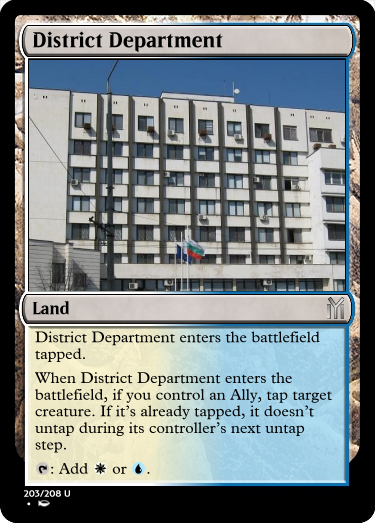 District Department
Land
District Department enters the battlefield
tapped.
When District Department enters the
battlefield, if you control an Ally, tap target
creature. If it's already tapped, it doesn't
untap during its controller's next untap
step.
: Add or .
203/208 U